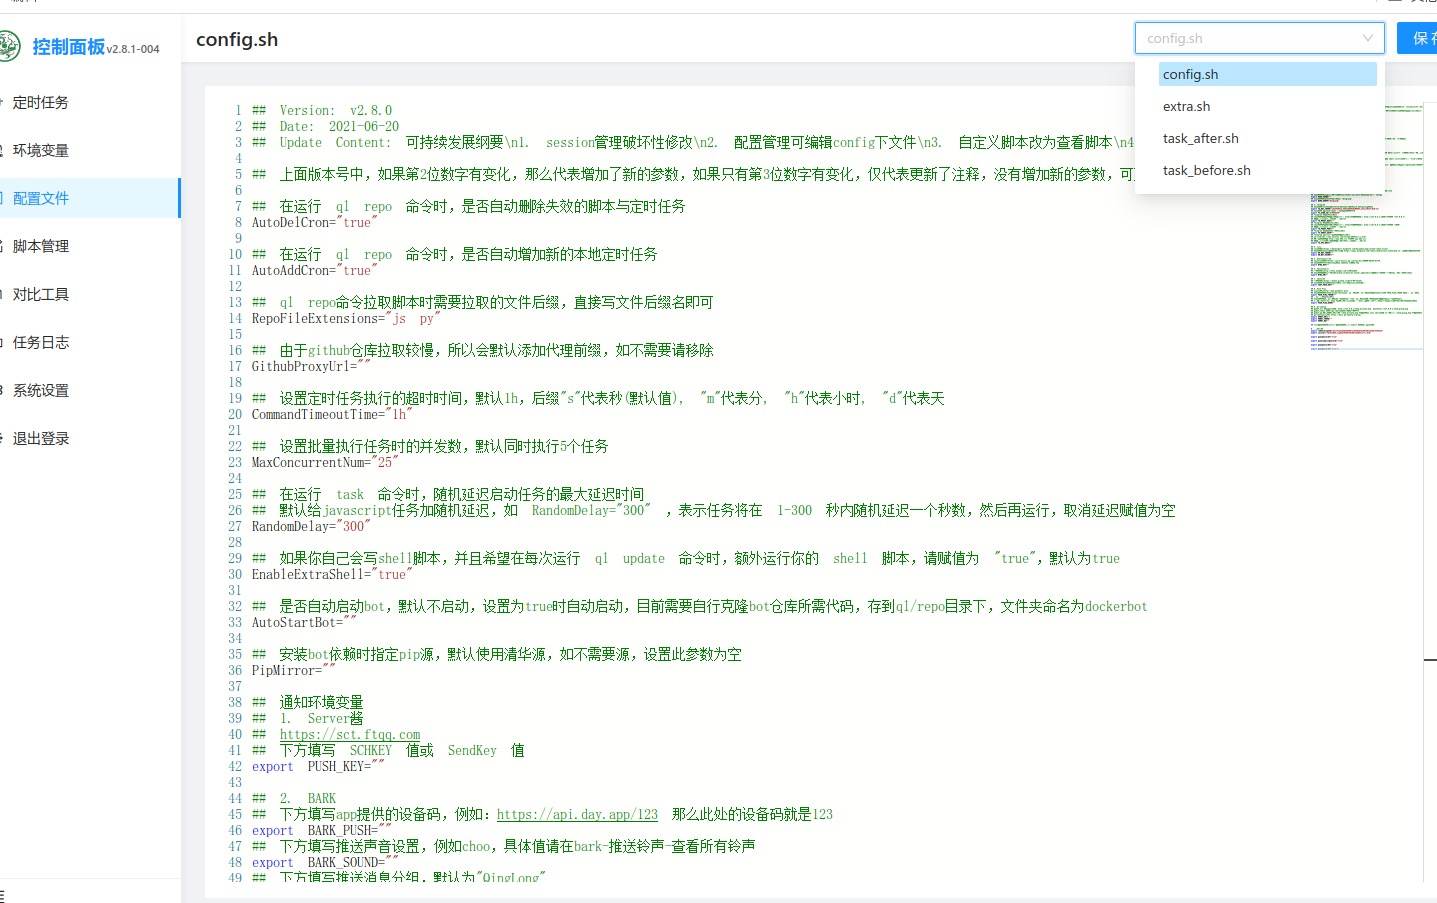 控制面板v2.8.1-004
定时任务
环境变量
配置文件
脚本管理
对比工具
任务日志
系统设置
退出登录
config.sh
config.sh
保存
config.sh
extra.sh
task_after.sh
task_before.sh
1 ## Version: v2.8.0
2 ## Date: 2021-06-20
3 ## Update Content: 可持续发展纲要\n1. session管理破坏性修改\n2. 配置管理可编辑config下文件\n3. 自定义脚本改为查看脚本\n4
4
5 ## 上面版本号中，如果第2位数字有变化，那么代表增加了新的参数，如果只有第3位数字有变化，仅代表更新了注释，没有增加新的参数，可
6
7 ## 在运行 ql repo 命令时，是否自动删除失效的脚本与定时任务
8 AutoDelCron="true"
9
10 ## 在运行 ql repo 命令时，是否自动增加新的本地定时任务
11 AutoAddCron="true"
12
13 ## ql repo命令拉取脚本时需要拉取的文件后缀，直接写文件后缀名即可
14 RepoFileExtensions="js py"
15
16 ## 由于github仓库拉取较慢，所以会默认添加代理前缀，如不需要请移除
17 GithubProxyUrl=""
18
19 ## 设置定时任务执行的超时时间，默认1h，后缀"s"代表秒(默认值), "m"代表分, "h"代表小时, "d"代表天
20 CommandTimeoutTime="1h"
21
22 ## 设置批量执行任务时的并发数，默认同时执行5个任务
23 MaxConcurrentNum="25"
24
25 ## 在运行 task 命令时，随机延迟启动任务的最大延迟时间
26 ## 默认给javascript任务加随机延迟，如 RandomDelay="300" ，表示任务将在 1-300 秒内随机延迟一个秒数，然后再运行，取消延迟赋值为空
27 RandomDelay="300"
28
29 ## 如果你自己会写shell脚本，并且希望在每次运行 ql update 命令时，额外运行你的 shell 脚本，请赋值为 "true"，默认为true
30 EnableExtraShell="true"
31
32 ## 是否自动启动bot，默认不启动，设置为true时自动启动，目前需要自行克隆bot仓库所需代码，存到ql/repo目录下，文件夹命名为dockerbot
33 AutoStartBot=""
34
35 ## 安装bot依赖时指定pip源，默认使用清华源，如不需要源，设置此参数为空
36 PipMirror=""
37
38 ## 通知环境变量
39 ## 1. Server酱
40 ## https://sct.ftqq.com
41 ## 下方填写 SCHKEY 值或 SendKey 值
42 export PUSH_KEY=""
43
44 ## 2. BARK
45 ## 下方填写app提供的设备码，例如：https://api.day.app/123 那么此处的设备码就是123
46 export BARK_PUSH=""
47 ## 下方填写推送声音设置，例如choo，具体值请在bark-推送铃声-查看所有铃声
48 export BARK_SOUND=""
49 ## 下方填写推送消息分组，默认为"QingLong"